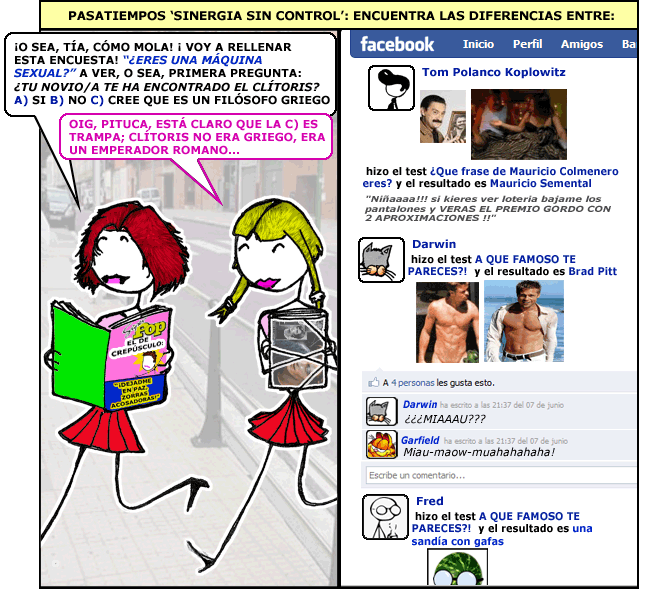 PASATIEMPOS ‘SINERGIA SIN CONTROL’: ENCUENTRA LAS DIFERENCIAS ENTRE:
¡O SEA, TÍA, CÓMO MOLA! ¡ VOY A RELLENAR
ESTA ENCUESTA! “¿ERES UNA MÁQUINA
SEXUAL?” A VER, O SEA, PRIMERA PREGUNTA:
¿TU NOVIO/A TE HA ENCONTRADO EL CLÍTORIS?
A) SI B) NO C) CREE QUE ES UN FILÓSOFO GRIEGO
OIG, PITUCA, ESTÁ CLARO QUE LA C) ES
TRAMPA; CLÍTORIS NO ERA GRIEGO, ERA
UN EMPERADOR ROMANO...
POP
EL DE
CREPÚSCULO:
"¡DEJADME
EN PAZ,
ZORRAS
ACOSADORAS!"
facebook Inicio Perfil Amigos Ba
Tom Polanco Koplowitz
hizo el test ¿Que frase de Mauricio Colmenero
eres? y el resultado es Mauricio Semental
"Niñaaaa!!! si kieres ver loteria bajame los
pantalones y VERAS EL PREMIO GORDO CON
2 APROXIMACIONES !!"
Darwin
hizo el test A QUE FAMOSO TE
PARECES?! y el resultado es Brad Pitt
A 4 personas les gusta esto.
Darwin ha escrito a las 21:37 del 07 de junio
¿¿¿MIAAAU???
Garfield ha escrito a las 21:37 del 07 de junio
Miau-maow-muahahahaha!
Escribe un comentario...
Fred
hizo el test A QUE FAMOSO TE
PARECES?! y el resultado es una
sandía con gafas